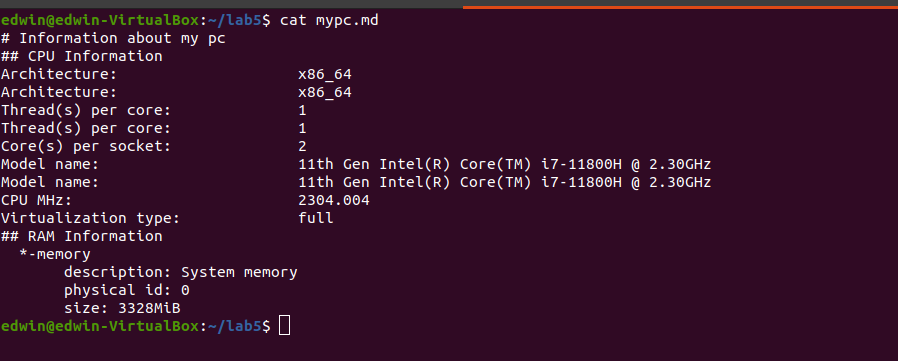 edwin@edwin-VirtualBox:~/lab5$ cat mypc.md
# Information about my pc
## CPU Information
Architecture:                    x86_64
Architecture:                    x86_64
Thread(s) per core:              1
Thread(s) per core:              1
Core(s) per socket:              2
Model name:                      11th Gen Intel(R) Core(TM) i7-11800H @ 2.30GHz
Model name:                      11th Gen Intel(R) Core(TM) i7-11800H @ 2.30GHz
CPU MHz:                         2304.004
Virtualization type:             full
## RAM Information
  *-memory
       description: System memory
       physical id: 0
       size: 3328MiB
edwin@edwin-VirtualBox:~/lab5$